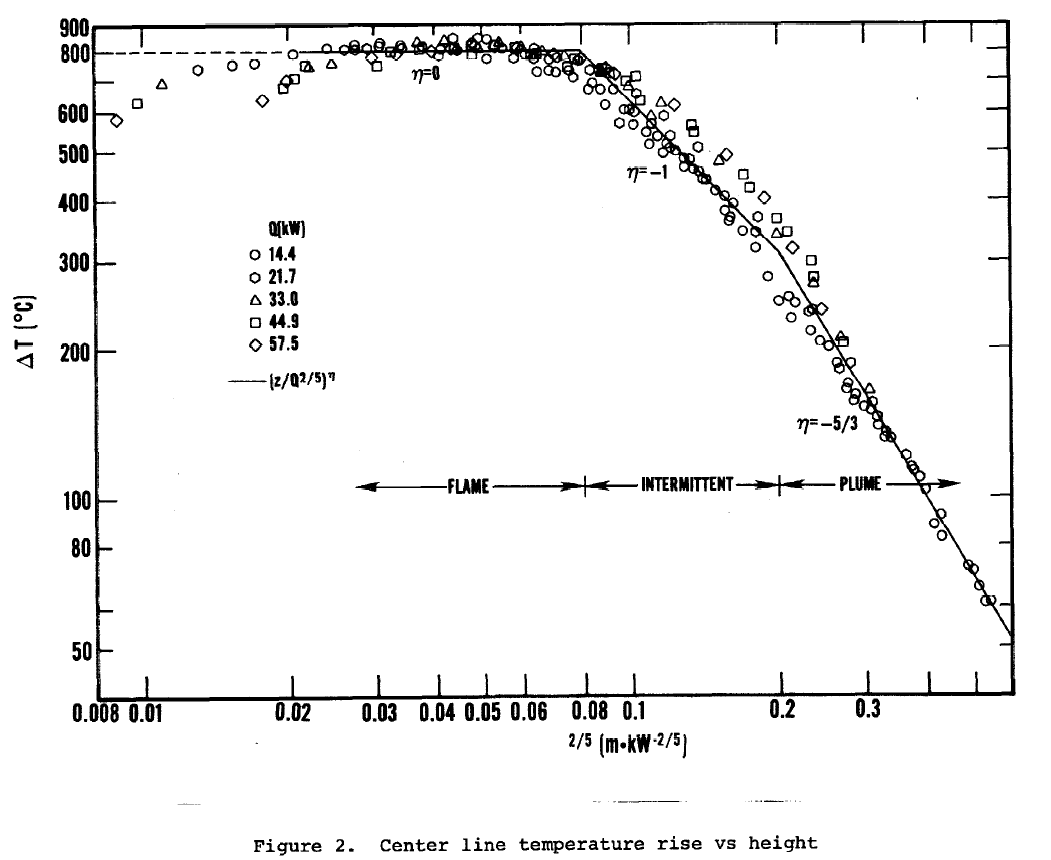 900
800
600
500
400
300
200
100
80
50
ΔT (°C)
η=0
η=-1
η=-5/3
Q(kW)
14.4
21.7
33.0
44.9
57.5
(z/Q²/⁵)^η
FLAME
INTERMITTENT
PLUME
0.008 0.01 0.02 0.03 0.04 0.05 0.06 0.08 0.1 0.2 0.3
2/5 (m•kW⁻²/⁵)
Figure 2. Center line temperature rise vs height